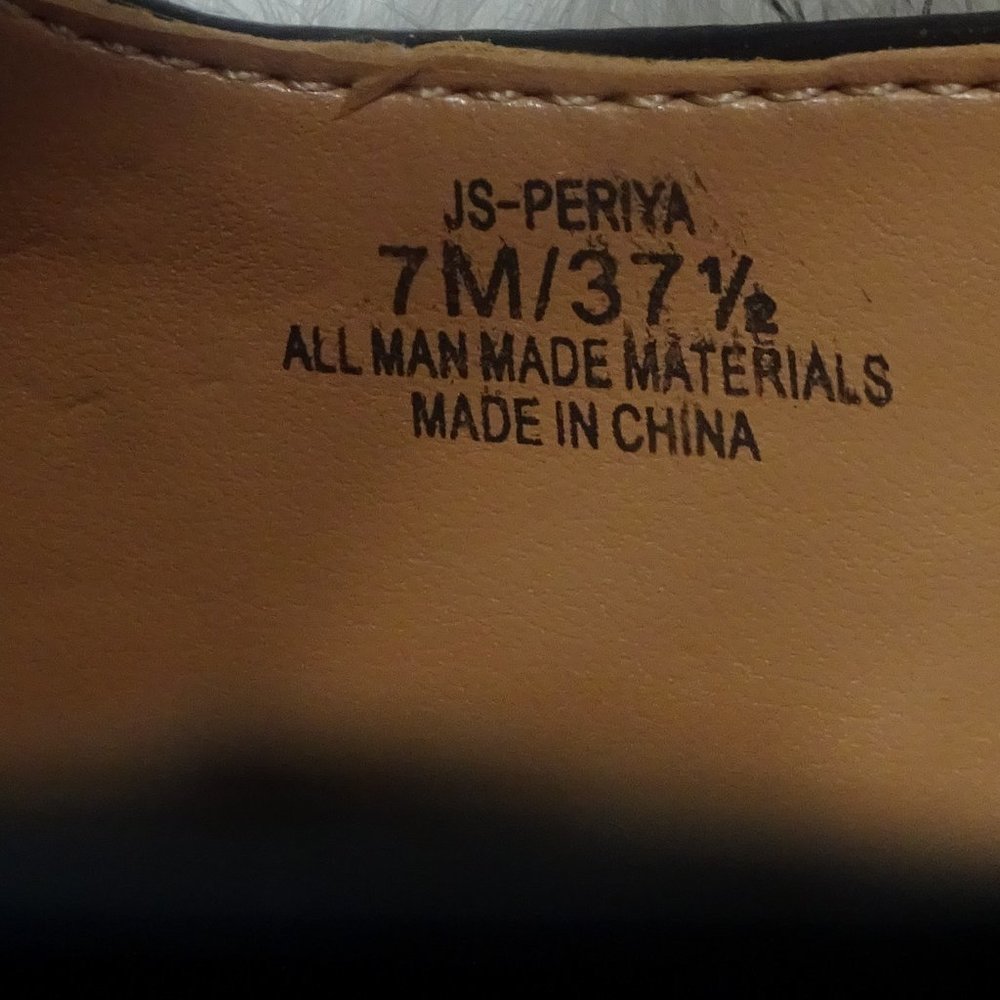 JS-PERIYA
7M/37½
ALL MAN MADE MATERIALS
MADE IN CHINA